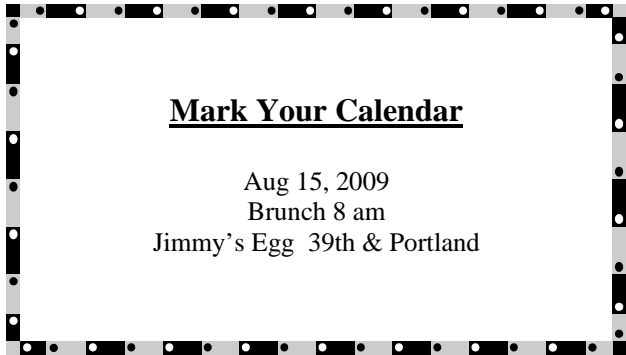 Mark Your Calendar
Aug 15, 2009
Brunch 8 am
Jimmy’s Egg  39th & Portland